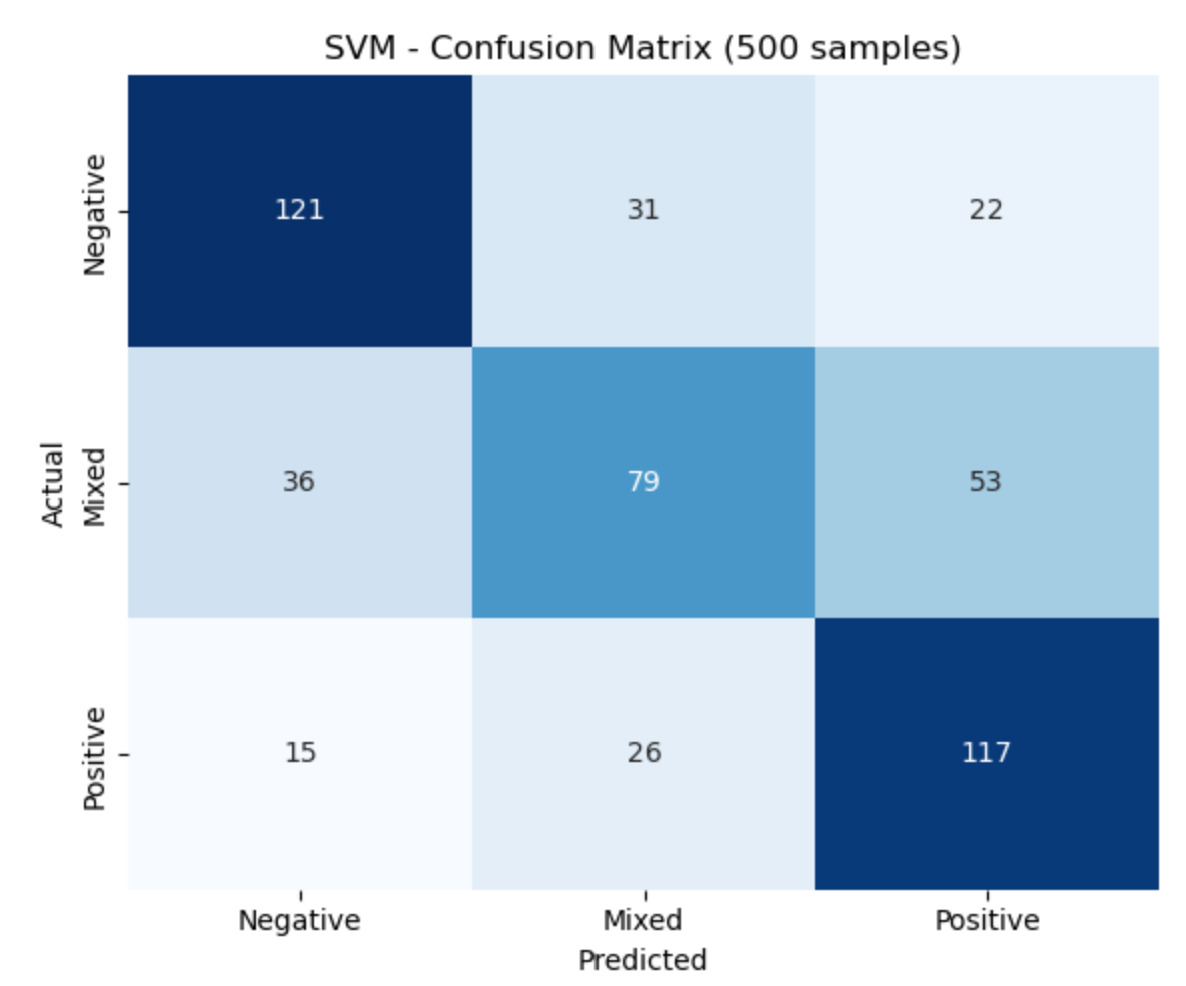 SVM - Confusion Matrix (500 samples)
Actual
Negative
121 31 22
Mixed
36 79 53
Positive
15 26 117
Negative Mixed Positive
Predicted